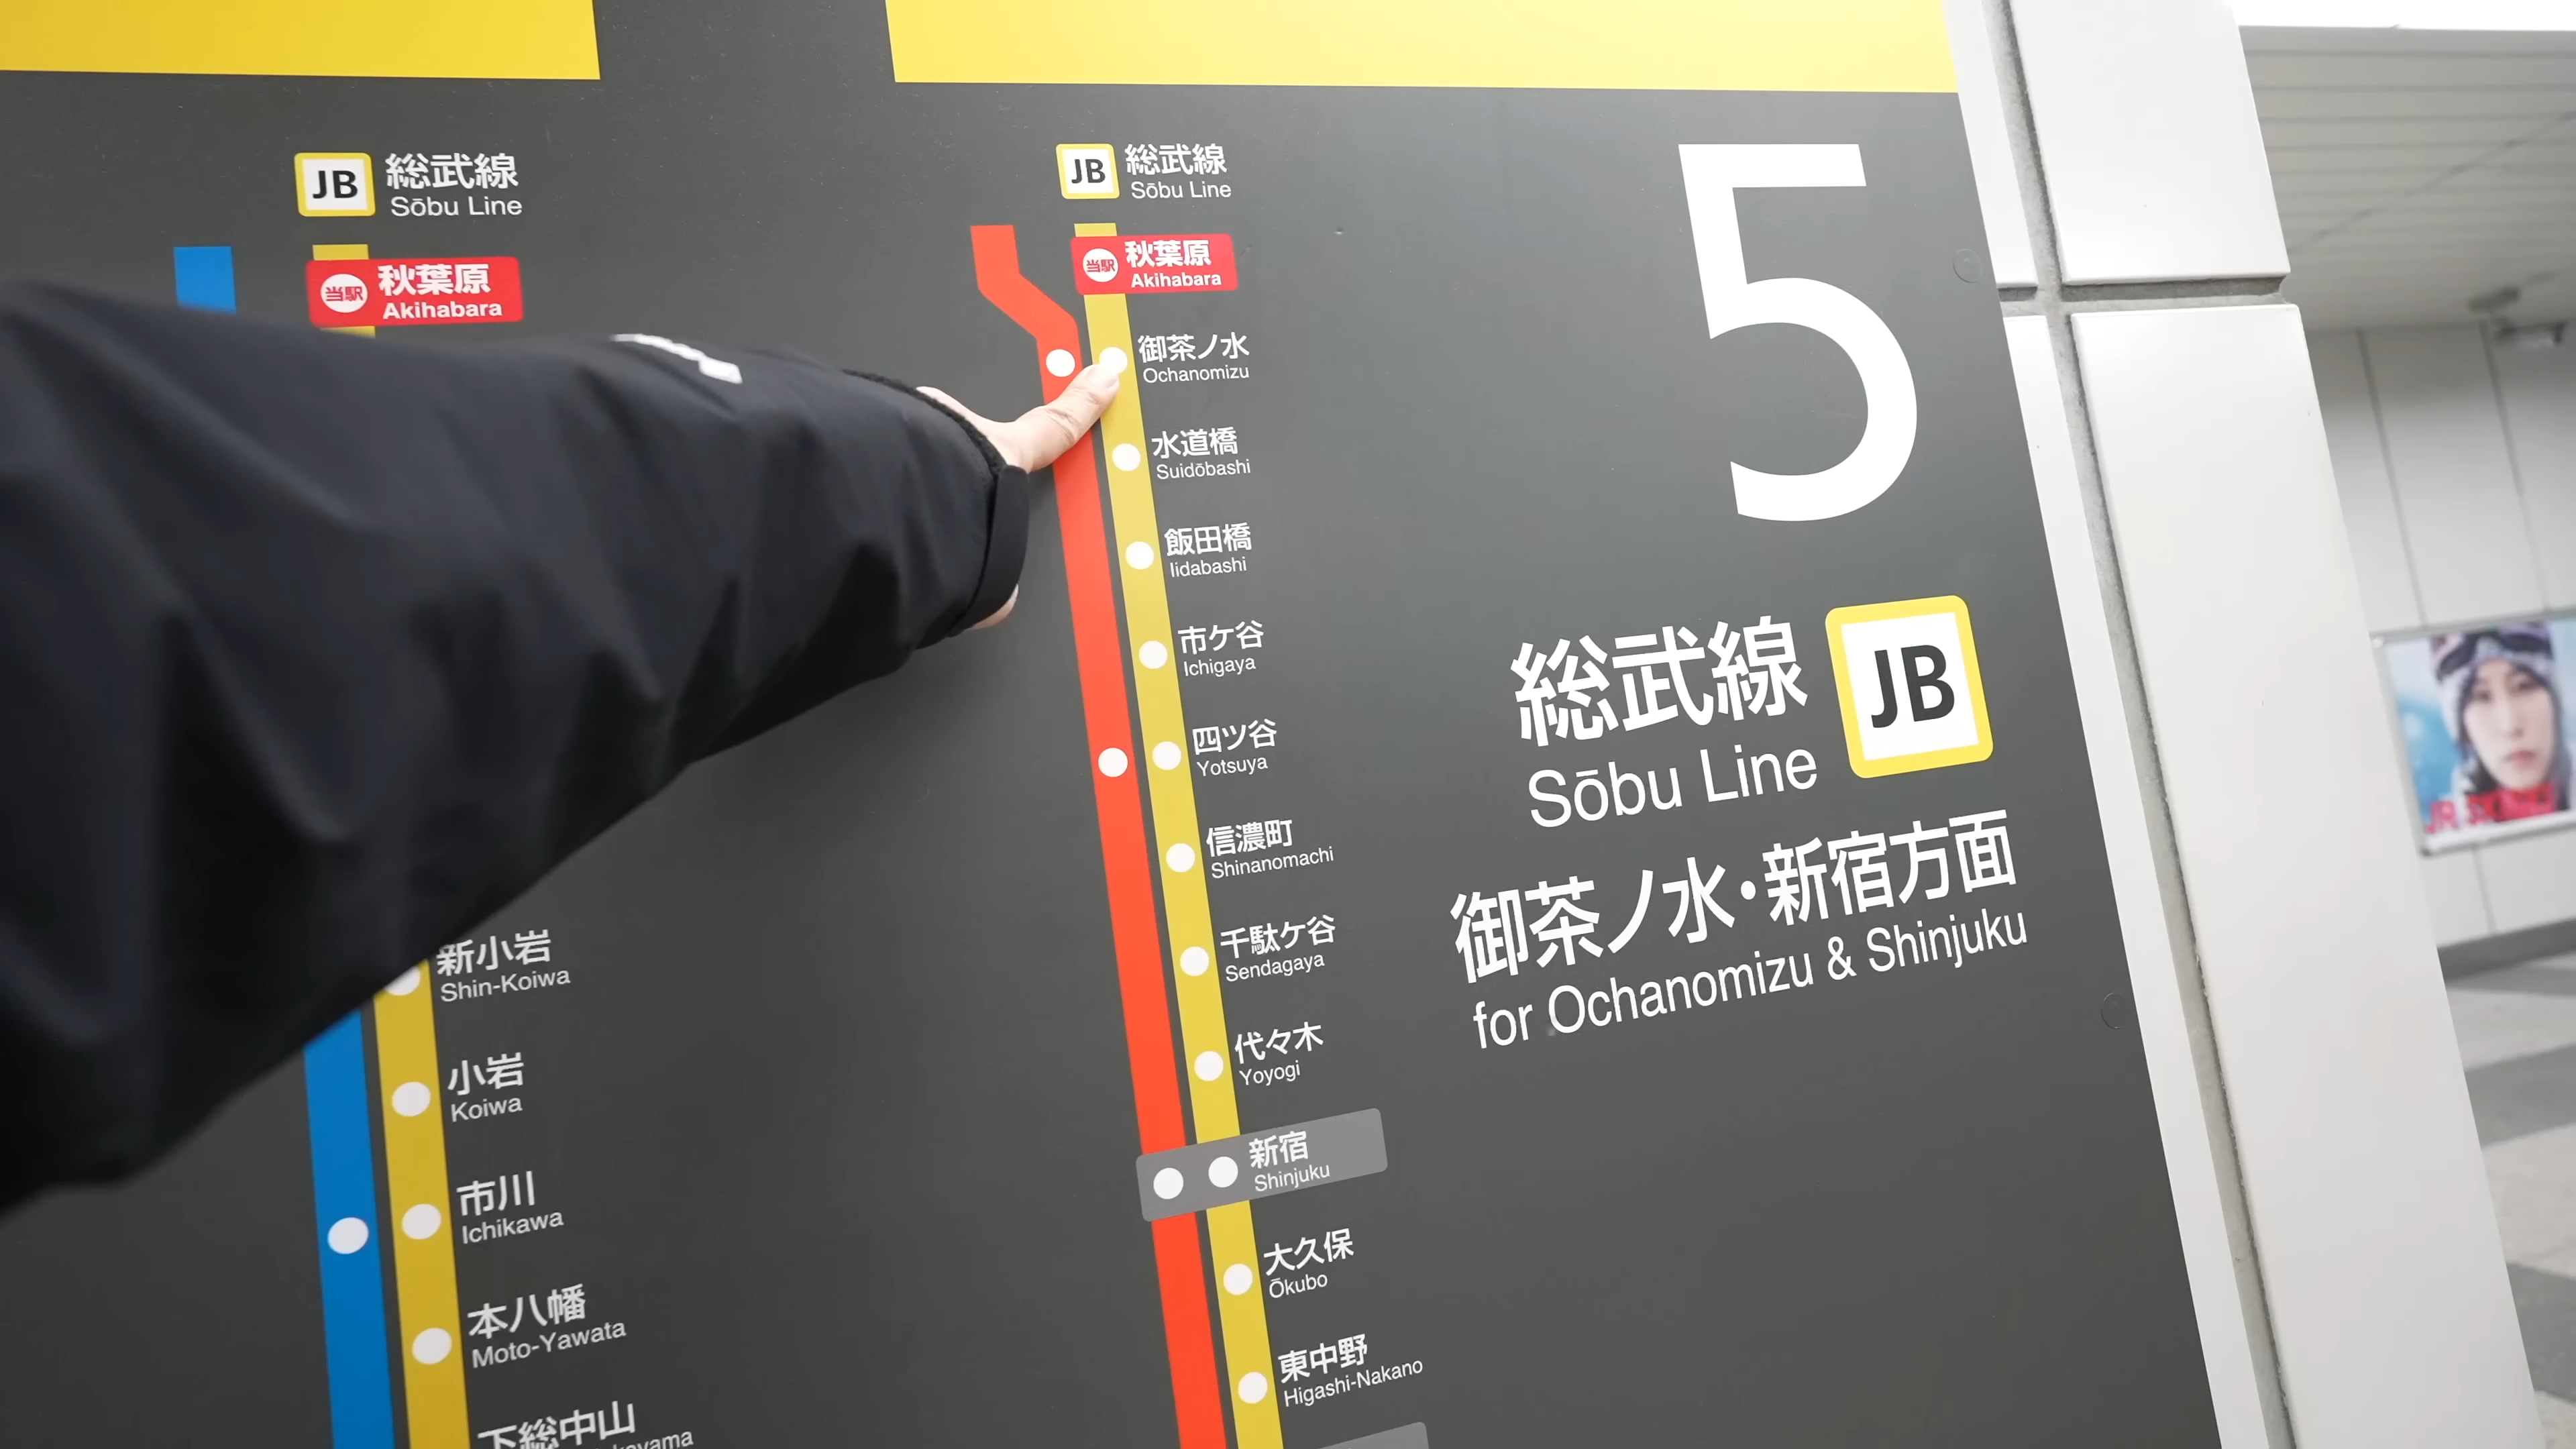 JB 総武線
Sōbu Line
当駅 秋葉原
Akihabara
新小岩
Shin-Koiwa
小岩
Koiwa
市川
Ichikawa
本八幡
Moto-Yawata
下総中山
JB 総武線
Sōbu Line
当駅 秋葉原
Akihabara
御茶ノ水
Ochanomizu
水道橋
Suidōbashi
飯田橋
Iidabashi
市ケ谷
Ichigaya
四ツ谷
Yotsuya
信濃町
Shinanomachi
千駄ケ谷
Sendagaya
代々木
Yoyogi
新宿
Shinjuku
大久保
Ōkubo
東中野
Higashi-Nakano
5
総武線 JB
Sōbu Line
御茶ノ水・新宿方面
for Ochanomizu & Shinjuku
JR